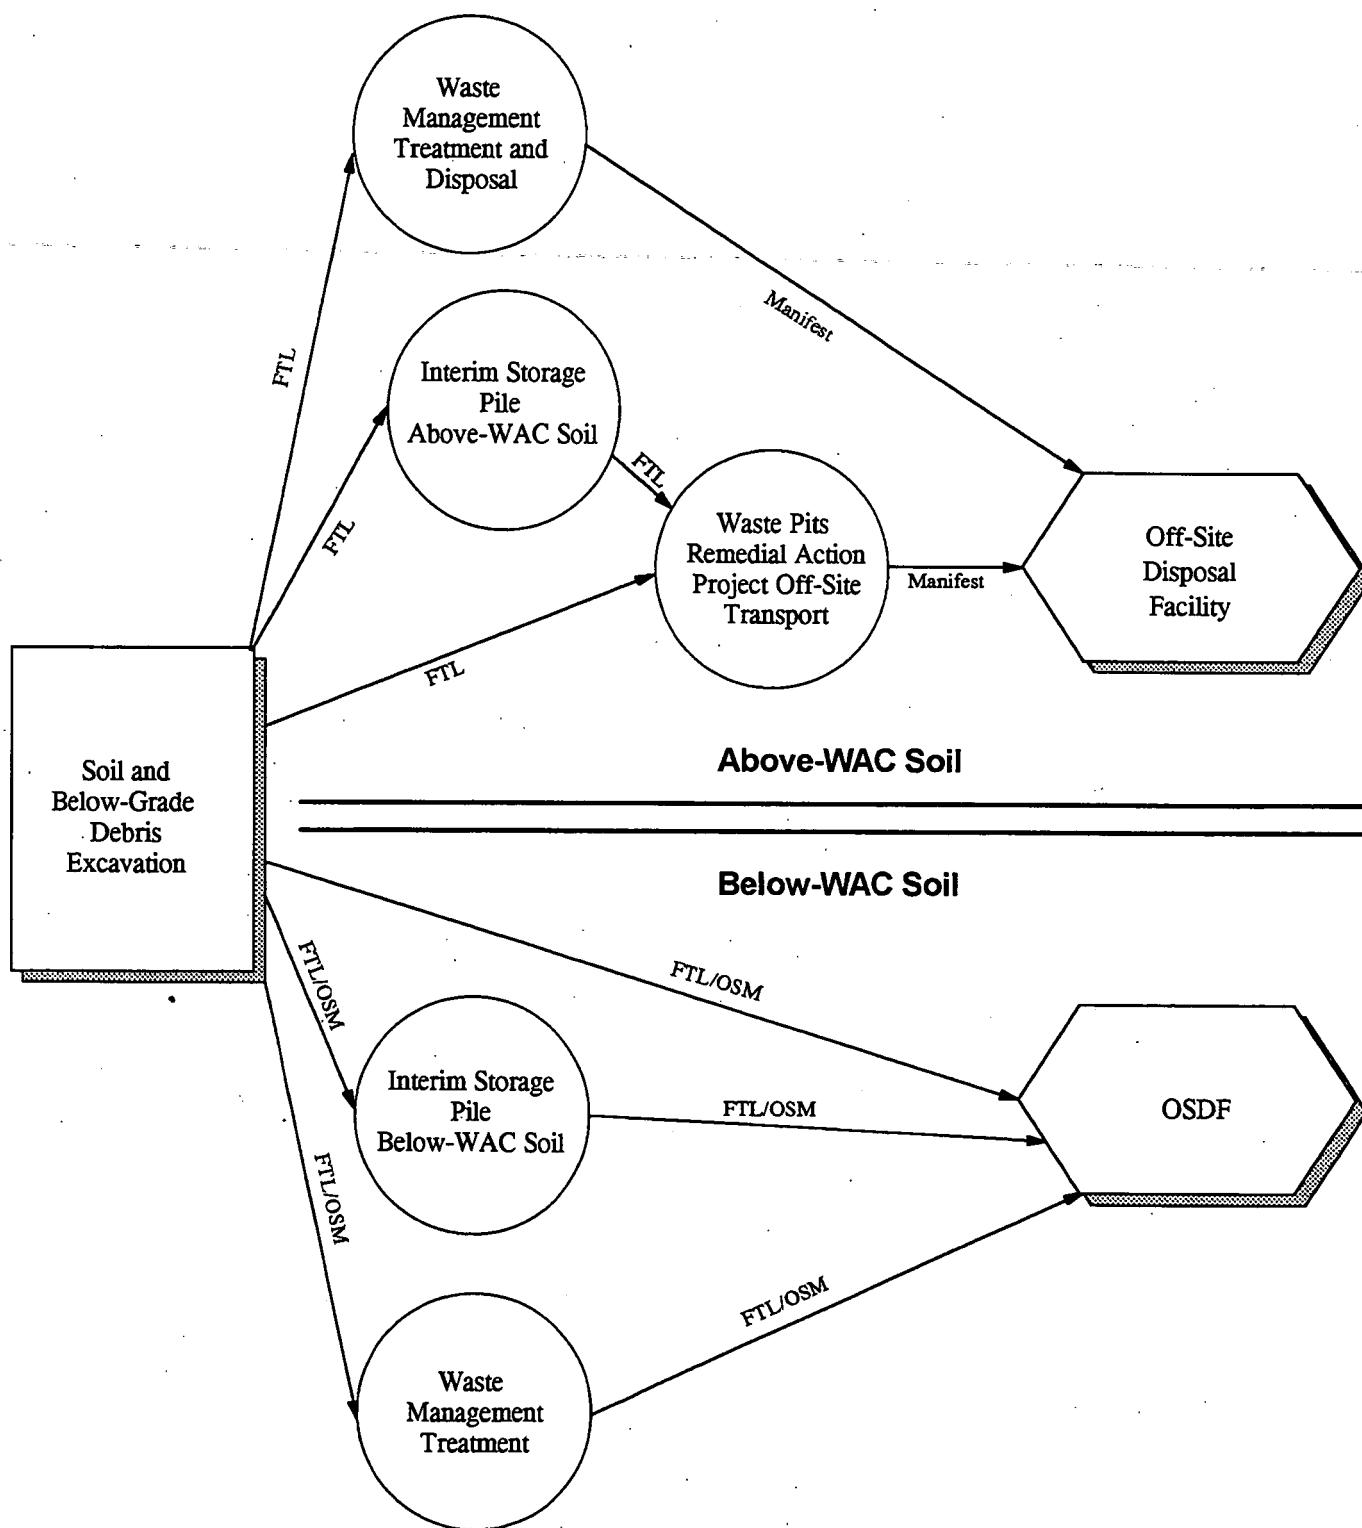 Waste
Management
Treatment and
Disposal
Manifest
FTL
Interim Storage
Pile
Above-WAC Soil
FTL
FTL
Waste Pits
Remedial Action
Project Off-Site
Transport
Manifest
Off-Site
Disposal
Facility
FTL
Above-WAC Soil
Soil and
Below-Grade
Debris
Excavation
Below-WAC Soil
FTL/OSM
FTL/OSM
Interim Storage
Pile
Below-WAC Soil
FTL/OSM
OSDF
FTL/OSM
FTL/OSM
Waste
Management
Treatment